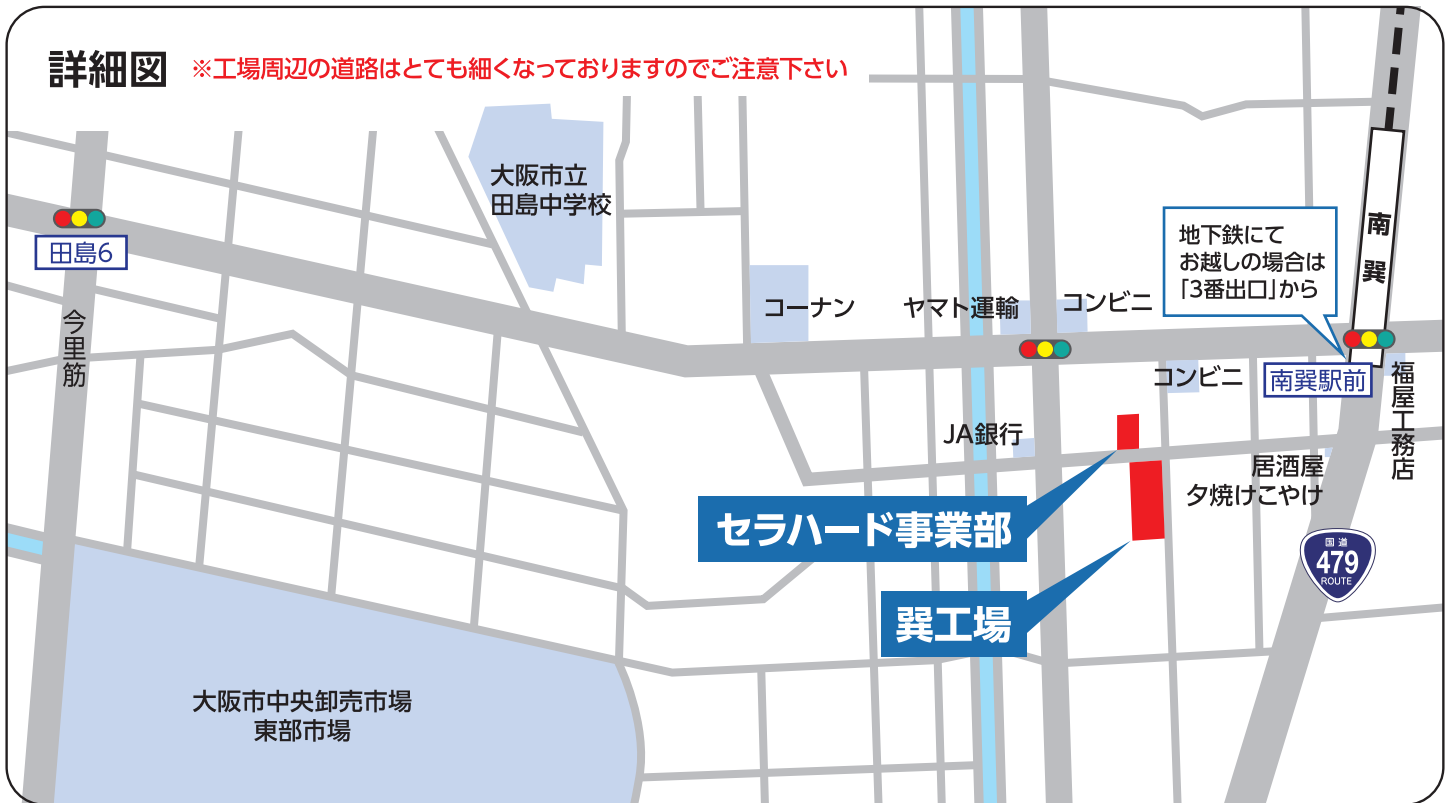 詳細図
※工場周辺の道路はとても細くなっておりますのでご注意下さい
大阪市立
田島中学校
田島6
今里筋
コーナン
ヤマト運輸
コンビニ
地下鉄にて
お越しの場合は
「3番出口」から
南巽
コンビニ
南巽駅前
福屋工務店
JA銀行
居酒屋
夕焼けこやけ
セラハード事業部
巽工場
国道
479
ROUTE
大阪市中央卸売市場
東部市場